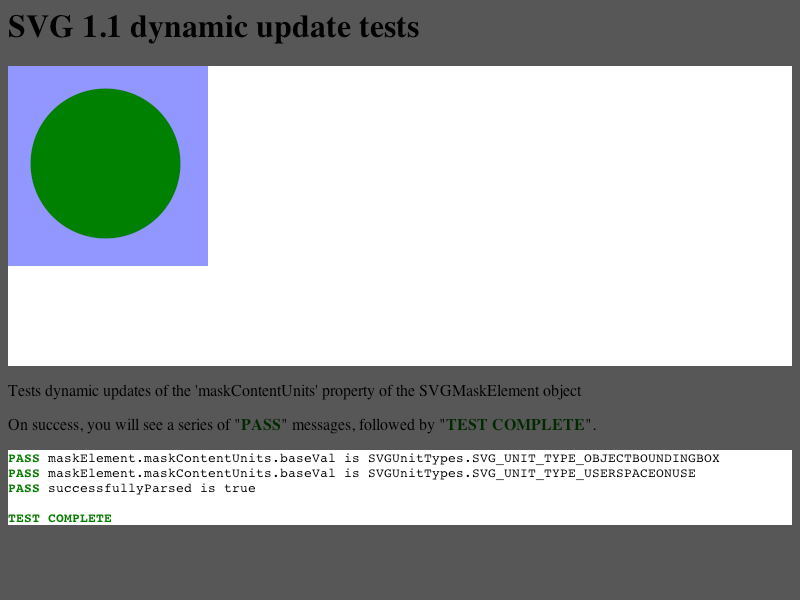 SVG 1.1 dynamic update tests
Tests dynamic updates of the 'maskContentUnits' property of the SVGMaskElement object
On success, you will see a series of "PASS" messages, followed by "TEST COMPLETE".
PASS maskElement.maskContentUnits.baseVal is SVGUnitTypes.SVG_UNIT_TYPE_OBJECTBOUNDINGBOX
PASS maskElement.maskContentUnits.baseVal is SVGUnitTypes.SVG_UNIT_TYPE_USERSPACEONUSE
PASS successfullyParsed is true
TEST COMPLETE